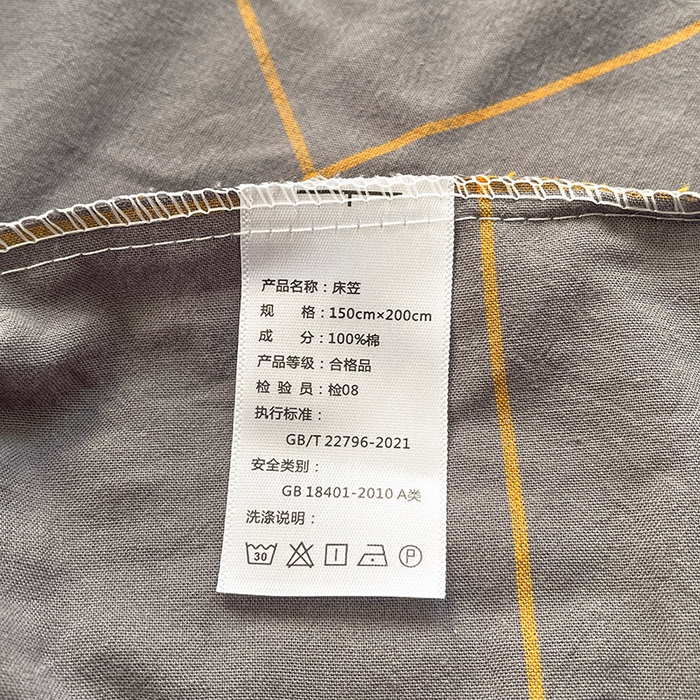 产品名称：床笠
规 格：150cm×200cm
成 分：100%棉
产品等级：合格品
检 验 员：检08
执行标准：
GB/T 22796-2021
安全类别：
GB 18401-2010 A类
洗涤说明：
30 P